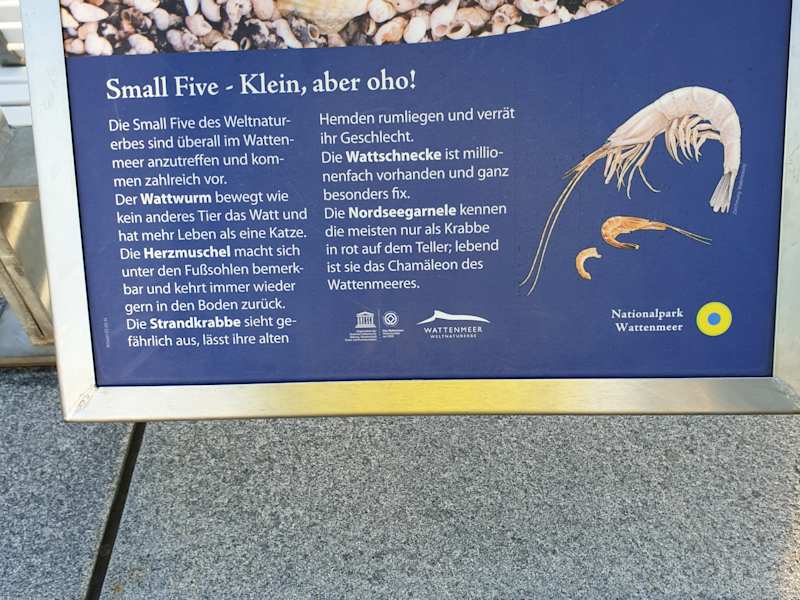 Small Five - Klein, aber oho!
Die Small Five des Weltnatur-
erbes sind überall im Watten-
meer anzutreffen und kom-
men zahlreich vor.
Der Wattwurm bewegt wie
kein anderes Tier das Watt und
hat mehr Leben als eine Katze.
Die Herzmuschel macht sich
unter den Fußsohlen bemerk-
bar und kehrt immer wieder
gern in den Boden zurück.
Die Strandkrabbe sieht ge-
fährlich aus, lässt ihre alten
Hemden rumliegen und verrät
ihr Geschlecht.
Die Wattschnecke ist millio-
nenfach vorhanden und ganz
besonders fix.
Die Nordseegarnele kennen
die meisten nur als Krabbe
in rot auf dem Teller; lebend
ist sie das Chamäleon des
Wattenmeeres.
WATTENMEER
WELTNATURERBE
Nationalpark
Wattenmeer